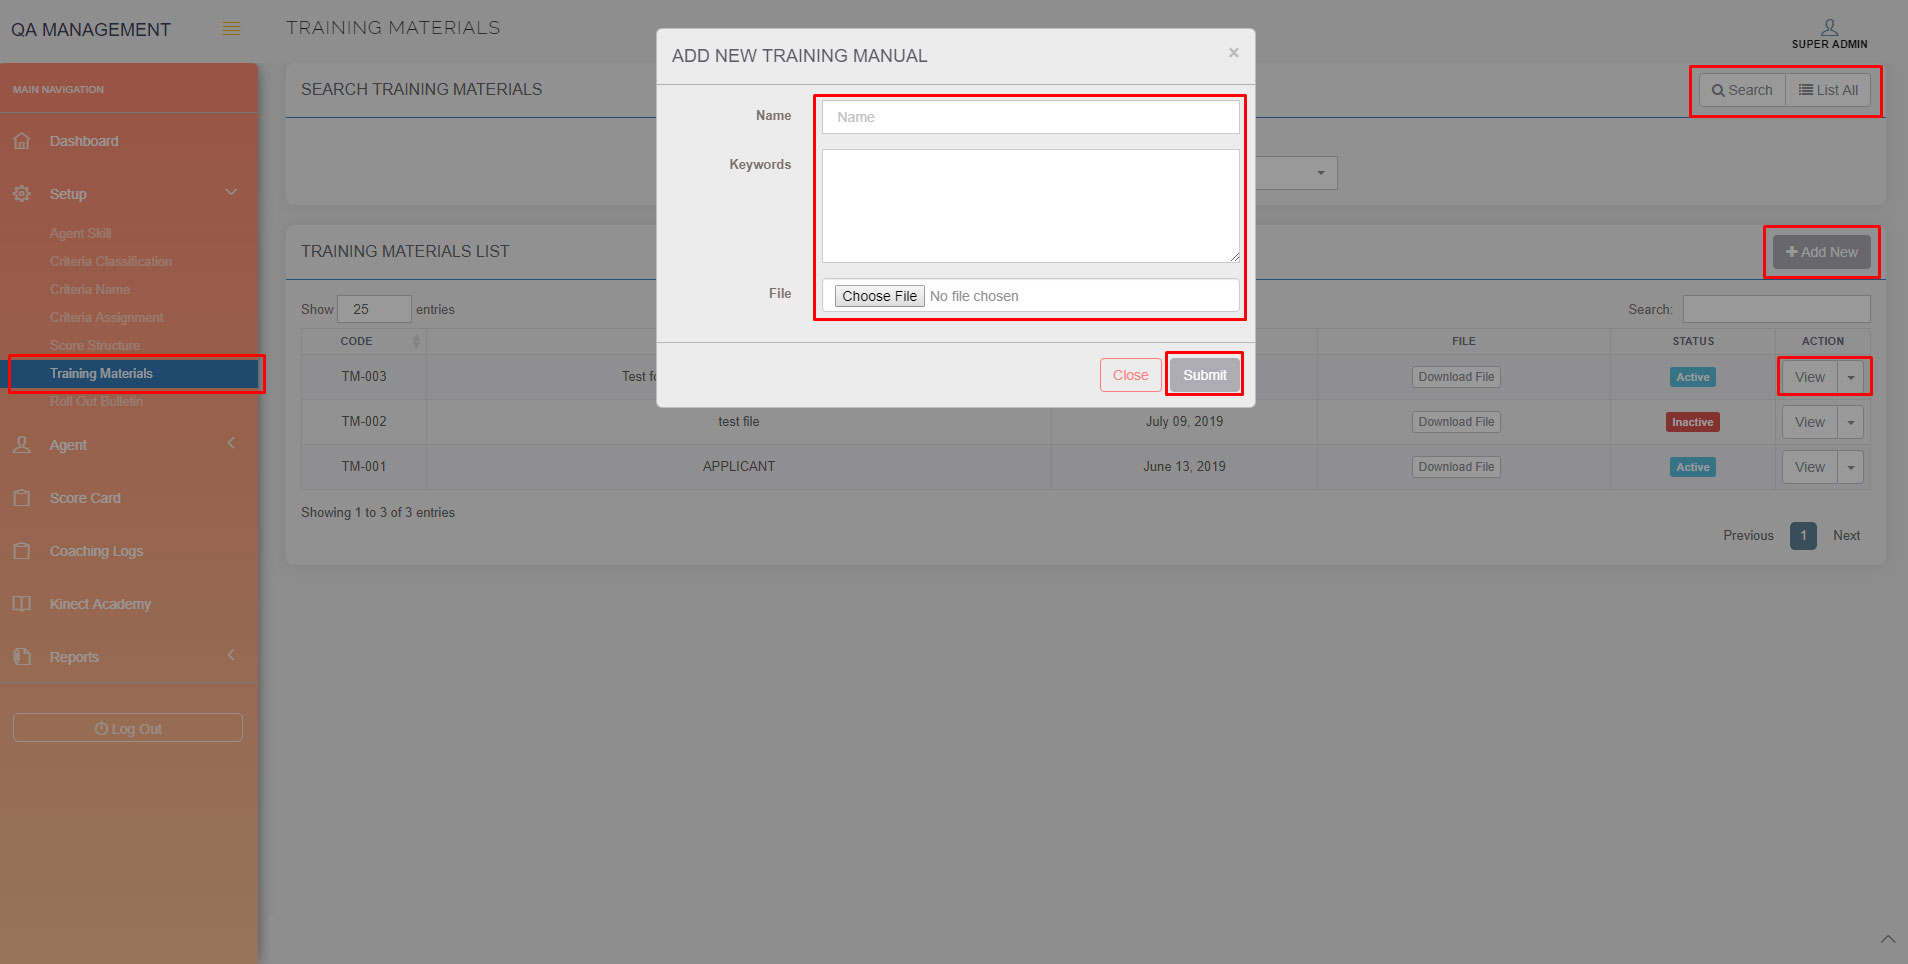 QA MANAGEMENT
TRAINING MATERIALS
SUPER ADMIN
MAIN NAVIGATION
Dashboard
Setup
Agent Skill
Criteria Classification
Criteria Name
Criteria Assignment
Score Structure
Training Materials
Roll Out Bulletin
Agent
Score Card
Coaching Logs
Kinect Academy
Reports
Log Out
SEARCH TRAINING MATERIALS
Search
List All
TRAINING MATERIALS LIST
Add New
Show 25 entries
Search:
CODE FILE STATUS ACTION
TM-003 Test Download File Active View
TM-002 test file July 09, 2019 Download File Inactive View
TM-001 APPLICANT June 13, 2019 Download File Active View
Showing 1 to 3 of 3 entries
Previous 1 Next
ADD NEW TRAINING MANUAL
×
Name Name
Keywords
File Choose File No file chosen
Close Submit